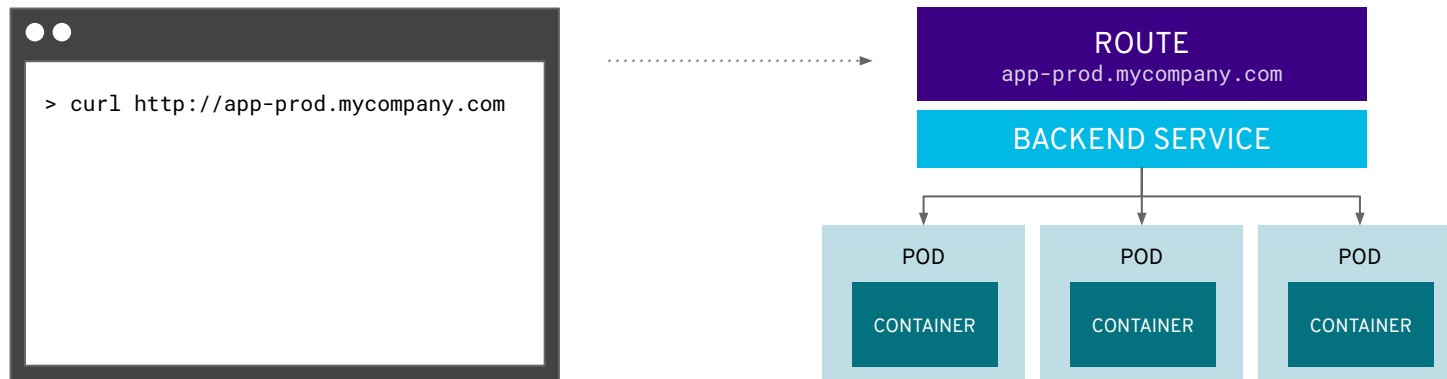 > curl http://app-prod.mycompany.com
ROUTE
app-prod.mycompany.com
BACKEND SERVICE
POD
POD
POD
CONTAINER
CONTAINER
CONTAINER